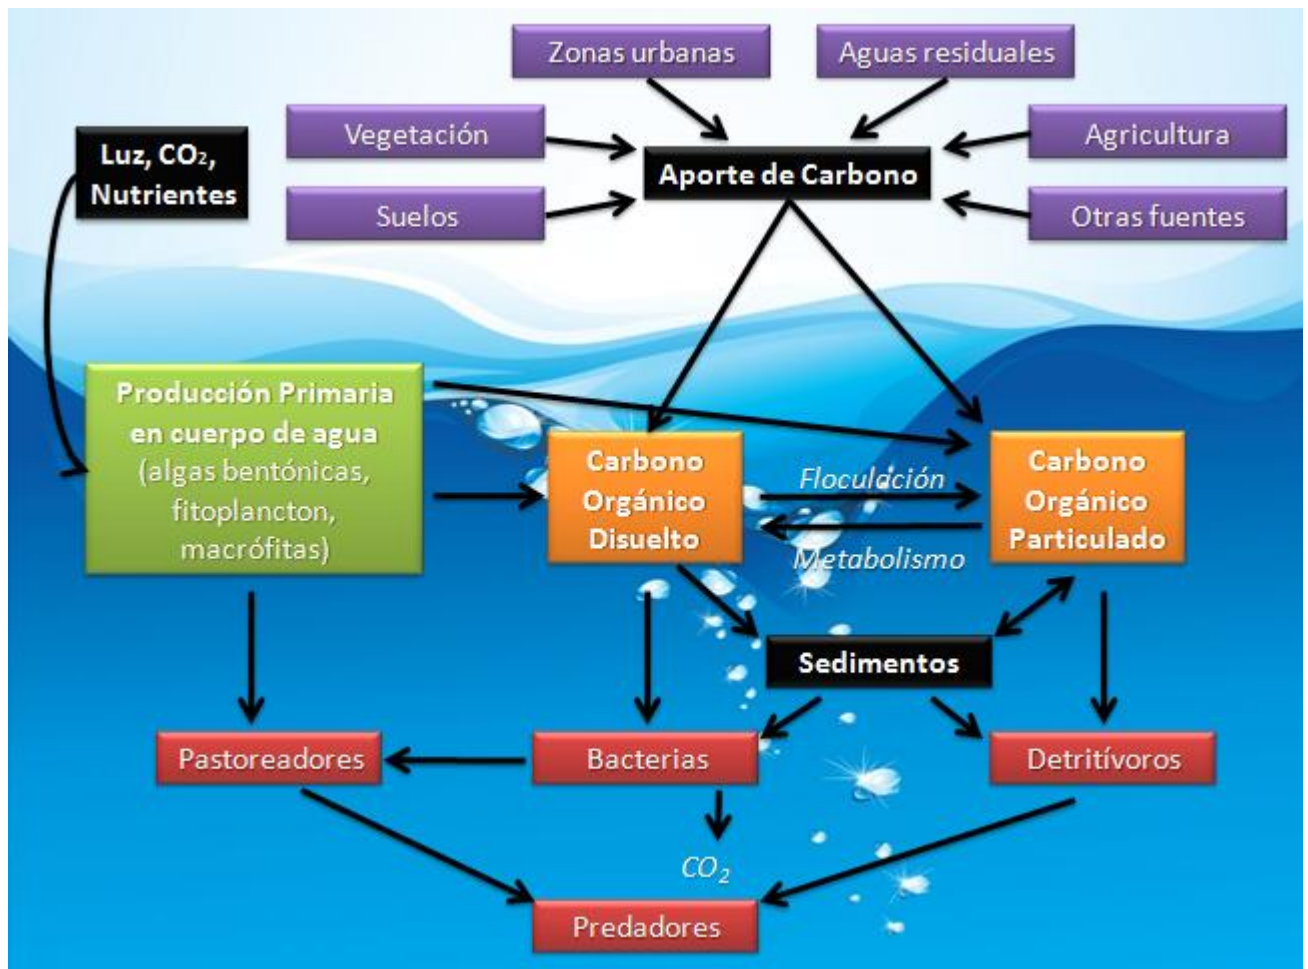 Zonas urbanas
Aguas residuales
Vegetación
Agricultura
Luz, CO₂,
Nutrientes
Aporte de Carbono
Suelos
Otras fuentes
Producción Primaria
en cuerpo de agua
(algas bentónicas,
fitoplancton,
macrófitas)
Carbono
Orgánico
Disuelto
Floculación
Metabolismo
Carbono
Orgánico
Particulado
Sedimentos
Pastoreadores
Bacterias
Detritívoros
CO₂
Predadores